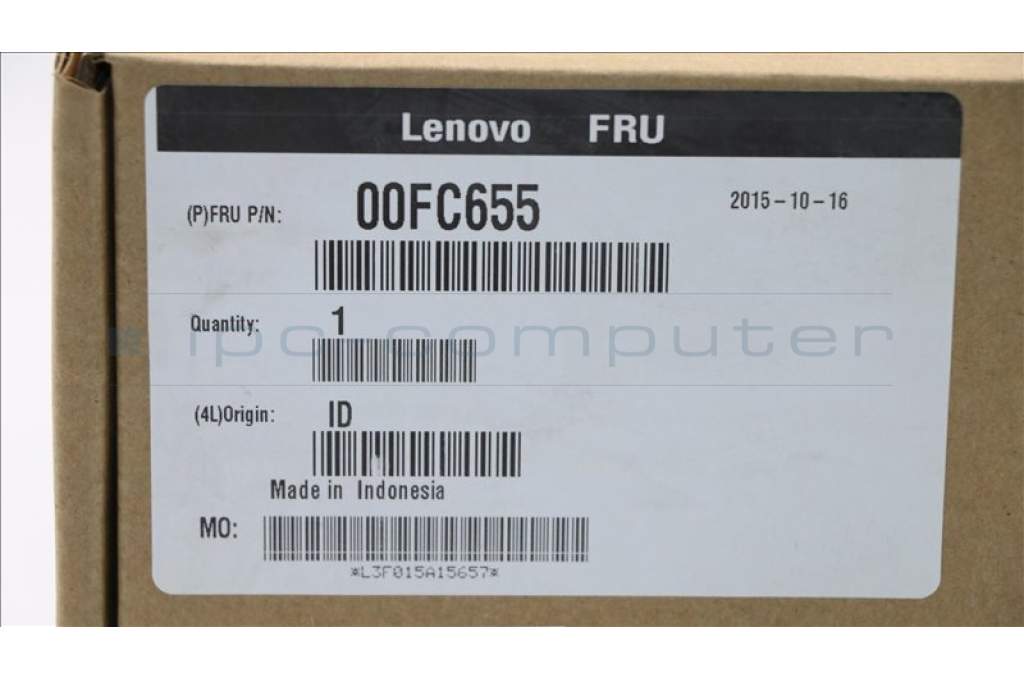 Lenovo FRU
(P)FRU P/N: 00FC655 2015-10-16
Quantity: 1
ipc-computer
(4L)Origin: ID
Made in Indonesia
MO:
*L3F015A15657*